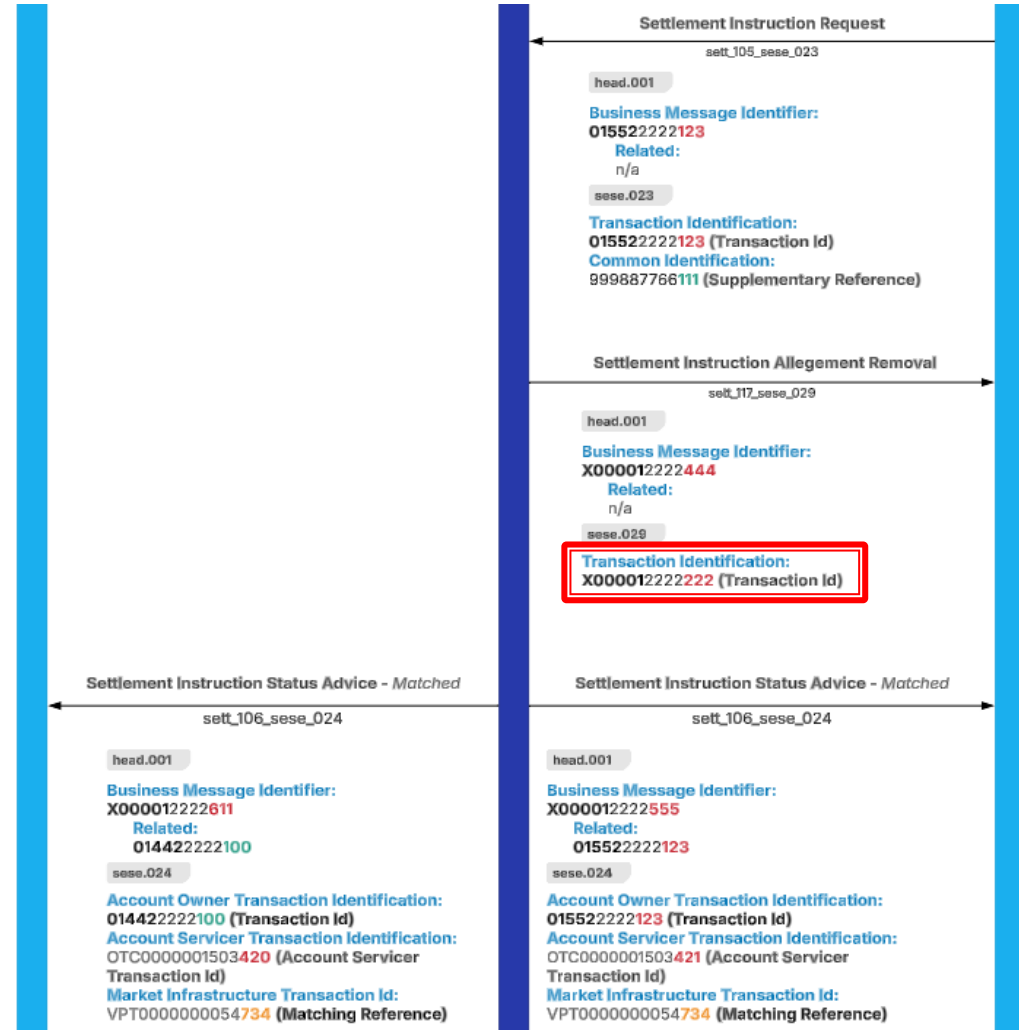 Settlement Instruction Request
sett_105_sese_023
head.001
Business Message Identifier:
015522222123
Related:
n/a
sese.023
Transaction Identification:
015522222123 (Transaction Id)
Common Identification:
999887766111 (Supplementary Reference)
Settlement Instruction Allegement Removal
sett_117_sese_029
head.001
Business Message Identifier:
X000012222444
Related:
n/a
sese.029
Transaction Identification:
X000012222222 (Transaction Id)
Settlement Instruction Status Advice - Matched
sett_106_sese_024
head.001
Business Message Identifier:
X000012222611
Related:
014422222100
sese.024
Account Owner Transaction Identification:
014422222100 (Transaction Id)
Account Servicer Transaction Identification:
OTC0000001503420 (Account Servicer
Transaction Id)
Market Infrastructure Transaction Id:
VPT0000000054734 (Matching Reference)
Settlement Instruction Status Advice - Matched
sett_106_sese_024
head.001
Business Message Identifier:
X000012222555
Related:
015522222123
sese.024
Account Owner Transaction Identification:
015522222123 (Transaction Id)
Account Servicer Transaction Identification:
OTC0000001503421 (Account Servicer
Transaction Id)
Market Infrastructure Transaction Id:
VPT0000000054734 (Matching Reference)